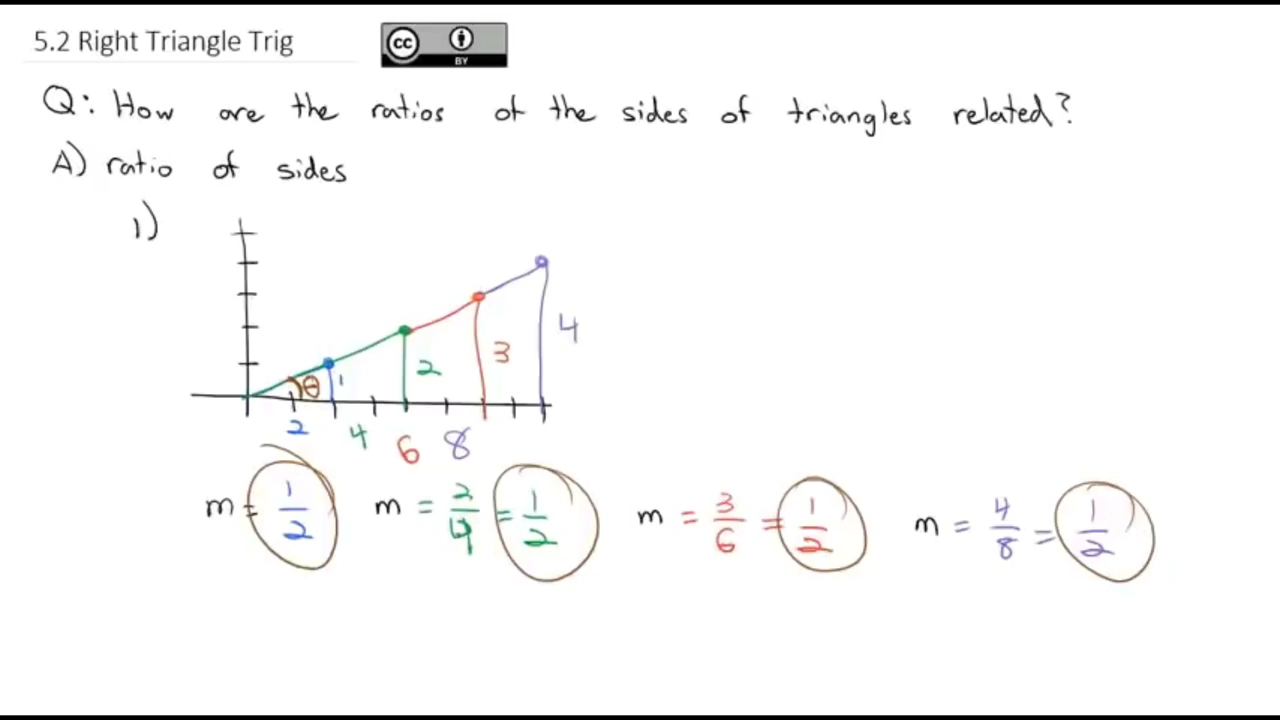 5.2 Right Triangle Trig
cc BY
Q: How are the ratios of the sides of triangles related?
A) ratio of sides
1)
4
3
2
θ 1
2 4 6 8
m = 1/2 m = 2/4 = 1/2 m = 3/6 = 1/2 m = 4/8 = 1/2